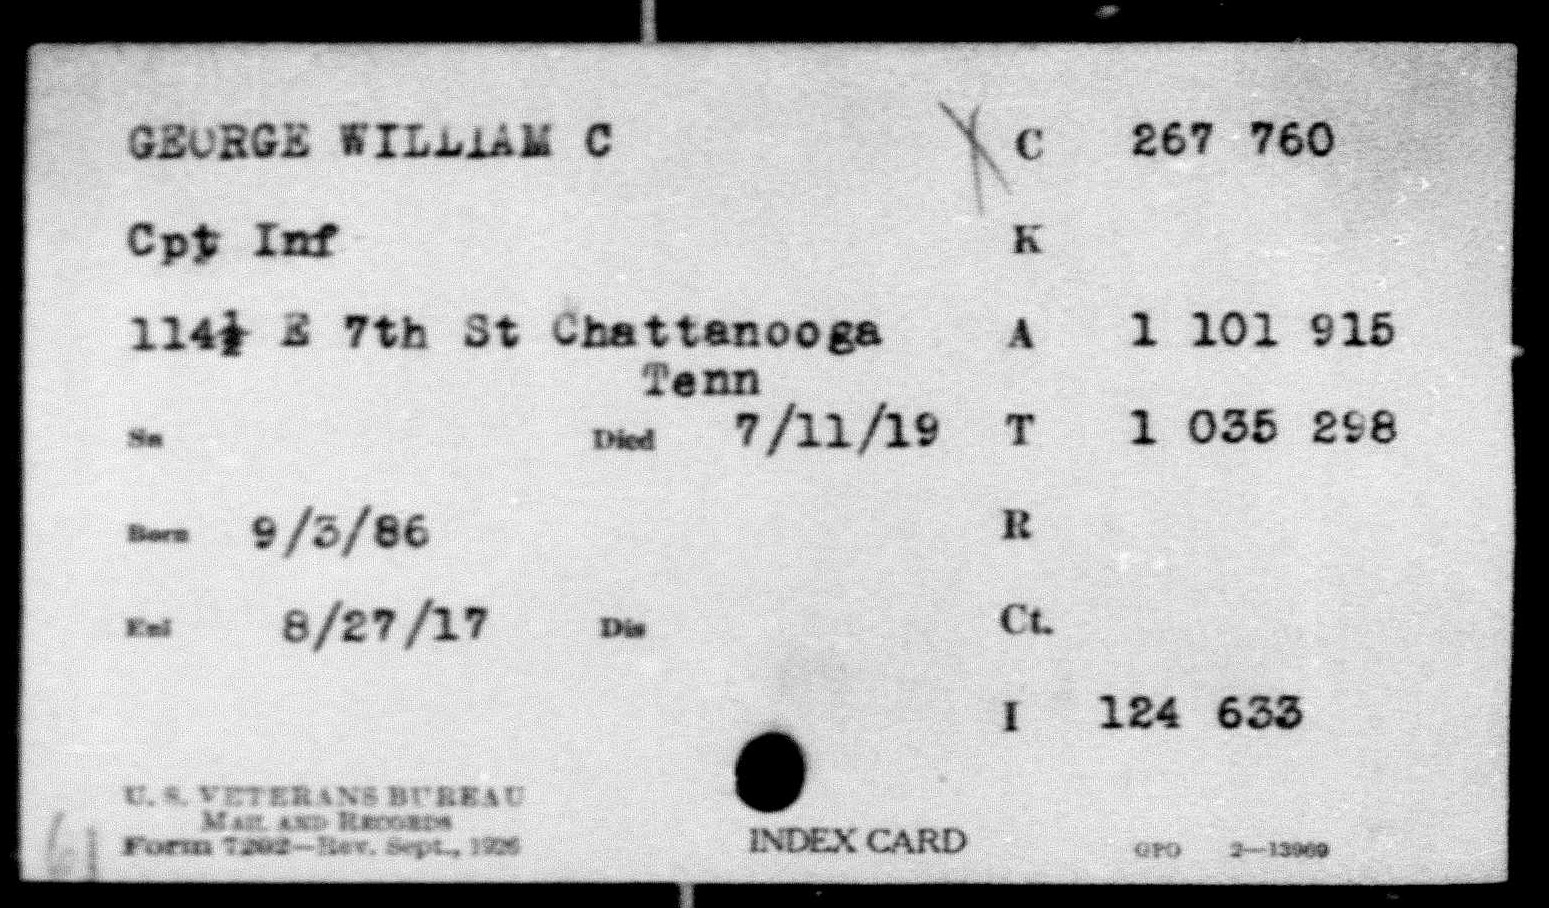 GEORGE WILLIAM C X C 267 760
Cpt Inf K
114½ E 7th St Chattanooga A 1 101 915
Tenn
Sn Died 7/11/19 T 1 035 298
Born 9/3/86 R
Enl 8/27/17 Dis Ct.
I 124 633
U. S. VETERANS BUREAU
MAIL AND RECORDS
Form 7202—Rev. Sept., 1926
INDEX CARD
GPO 2—13969
61